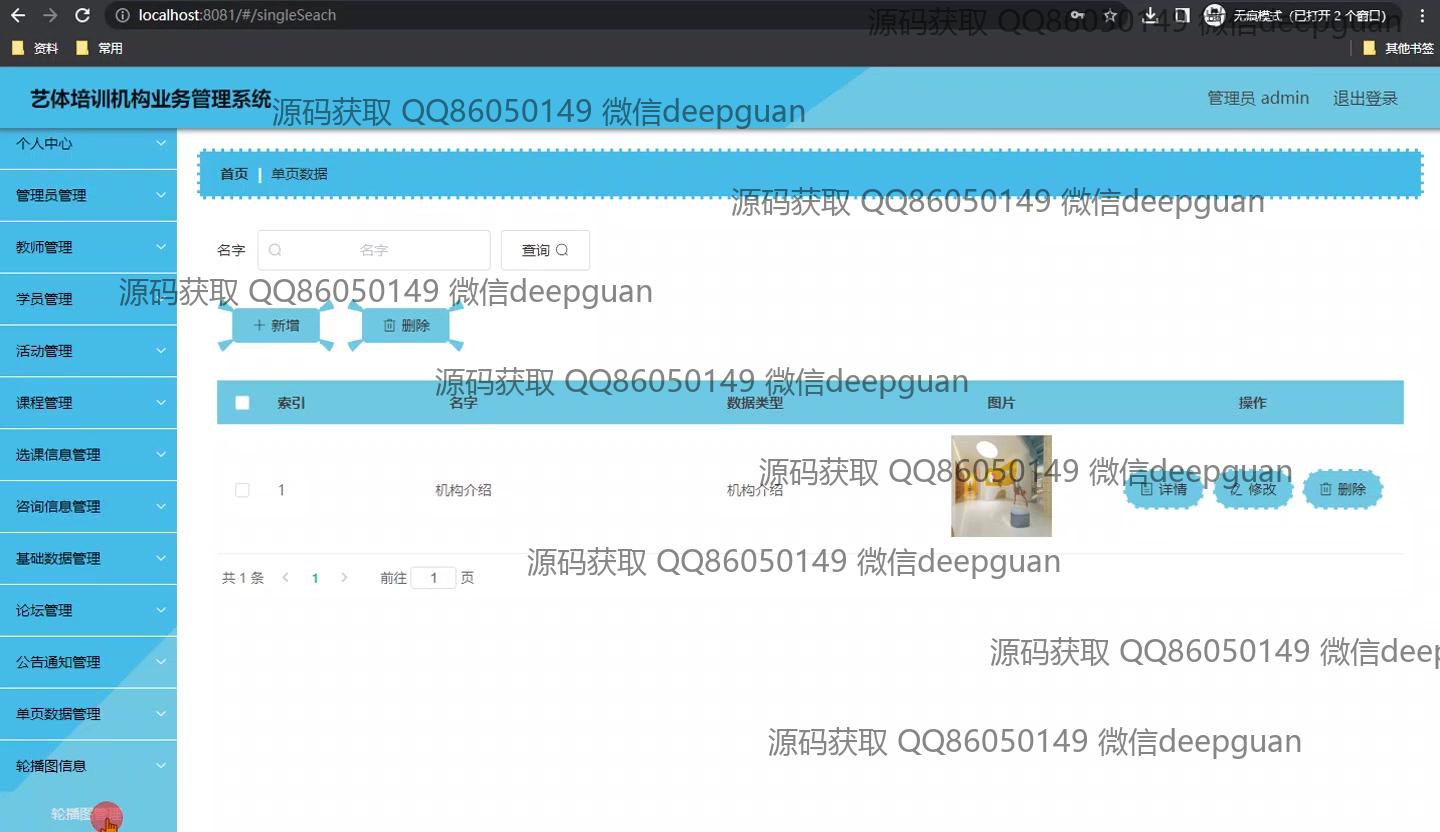 localhost:8081/#/singleSeach
无痕模式（已打开 2 个窗口）
源码获取 QQ86050149 微信deepguan
资料 常用 其他书签
艺体培训机构业务管理系统
源码获取 QQ86050149 微信deepguan
管理员 admin 退出登录
个人中心
首页 单页数据
管理员管理
源码获取 QQ86050149 微信deepguan
教师管理
名字 名字 查询
学员管理
源码获取 QQ86050149 微信deepguan
新增 删除
活动管理
源码获取 QQ86050149 微信deepguan
课程管理
索引 名字 数据类型 图片 操作
选课信息管理
源码获取 QQ86050149 微信deepguan
1 机构介绍 机构介绍 详情 修改 删除
咨询信息管理
基础数据管理
源码获取 QQ86050149 微信deepguan
共 1 条 1 前往 1 页
论坛管理
源码获取 QQ86050149 微信deep
公告通知管理
单页数据管理
源码获取 QQ86050149 微信deepguan
轮播图信息
轮播图管理